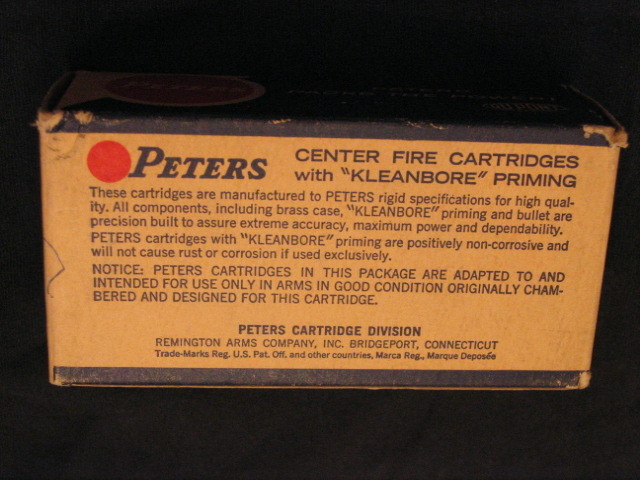 PETERS
PETERS
CENTER FIRE CARTRIDGES
with "KLEANBORE" PRIMING
These cartridges are manufactured to PETERS rigid specifications for high qual-
ity. All components, including brass case, "KLEANBORE" priming and bullet are
precision built to assure extreme accuracy, maximum power and dependability.
PETERS cartridges with "KLEANBORE" priming are positively non-corrosive and
will not cause rust or corrosion if used exclusively.
NOTICE: PETERS CARTRIDGES IN THIS PACKAGE ARE ADAPTED TO AND
INTENDED FOR USE ONLY IN ARMS IN GOOD CONDITION ORIGINALLY CHAM-
BERED AND DESIGNED FOR THIS CARTRIDGE.
PETERS CARTRIDGE DIVISION
REMINGTON ARMS COMPANY, INC. BRIDGEPORT, CONNECTICUT
Trade-Marks Reg. U.S. Pat. Off. and other countries, Marca Reg., Marque Deposée